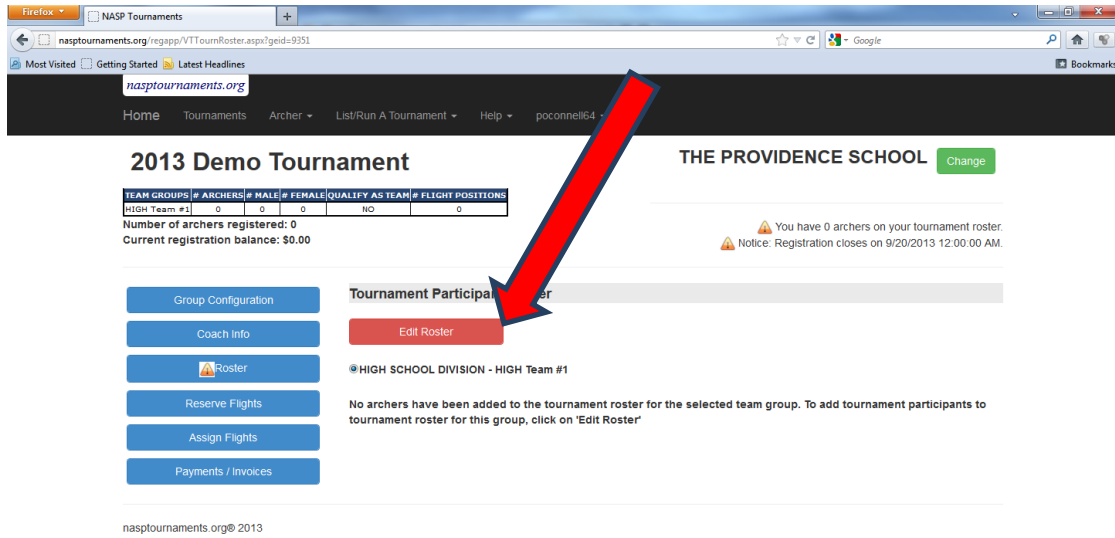 Firefox
NASP Tournaments
+
nasptournaments.org/regapp/VTTournRoster.aspx?geid=9351
Google
Most Visited Getting Started Latest Headlines Bookmarks
nasptournaments.org
Home Tournaments Archer List/Run A Tournament Help poconnell64
2013 Demo Tournament
THE PROVIDENCE SCHOOL Change
TEAM GROUPS # ARCHERS # MALE # FEMALE QUALIFY AS TEAM # FLIGHT POSITIONS
HIGH Team #1 0 0 0 NO 0
Number of archers registered: 0
Current registration balance: $0.00
You have 0 archers on your tournament roster.
Notice: Registration closes on 9/20/2013 12:00:00 AM.
Group Configuration
Coach Info
Roster
Reserve Flights
Assign Flights
Payments / Invoices
Tournament
Edit Roster
HIGH SCHOOL DIVISION - HIGH Team #1
No archers have been added to the tournament roster for the selected team group. To add tournament participants to
tournament roster for this group, click on 'Edit Roster'
nasptournaments.org® 2013